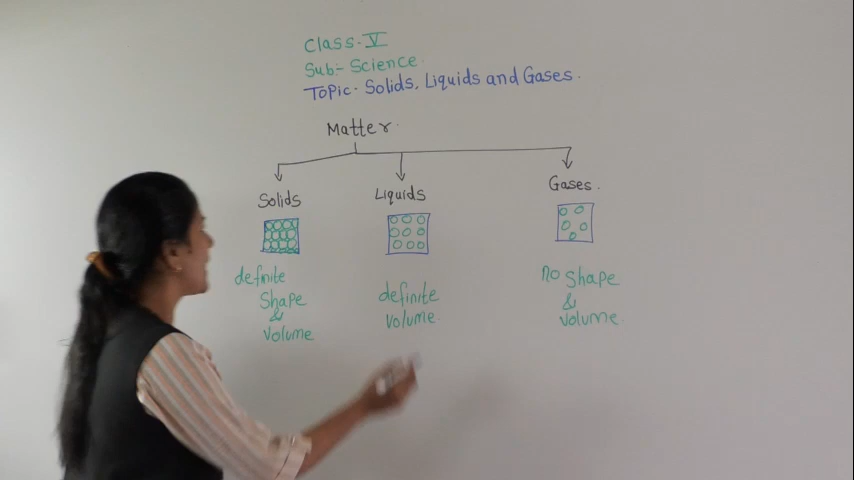 Class - V
Sub:- Science
Topic - Solids, Liquids and Gases.
Matter.
Solids
Liquids
Gases.
definite
Shape
&
Volume
definite
volume.
no Shape
&
Volume.